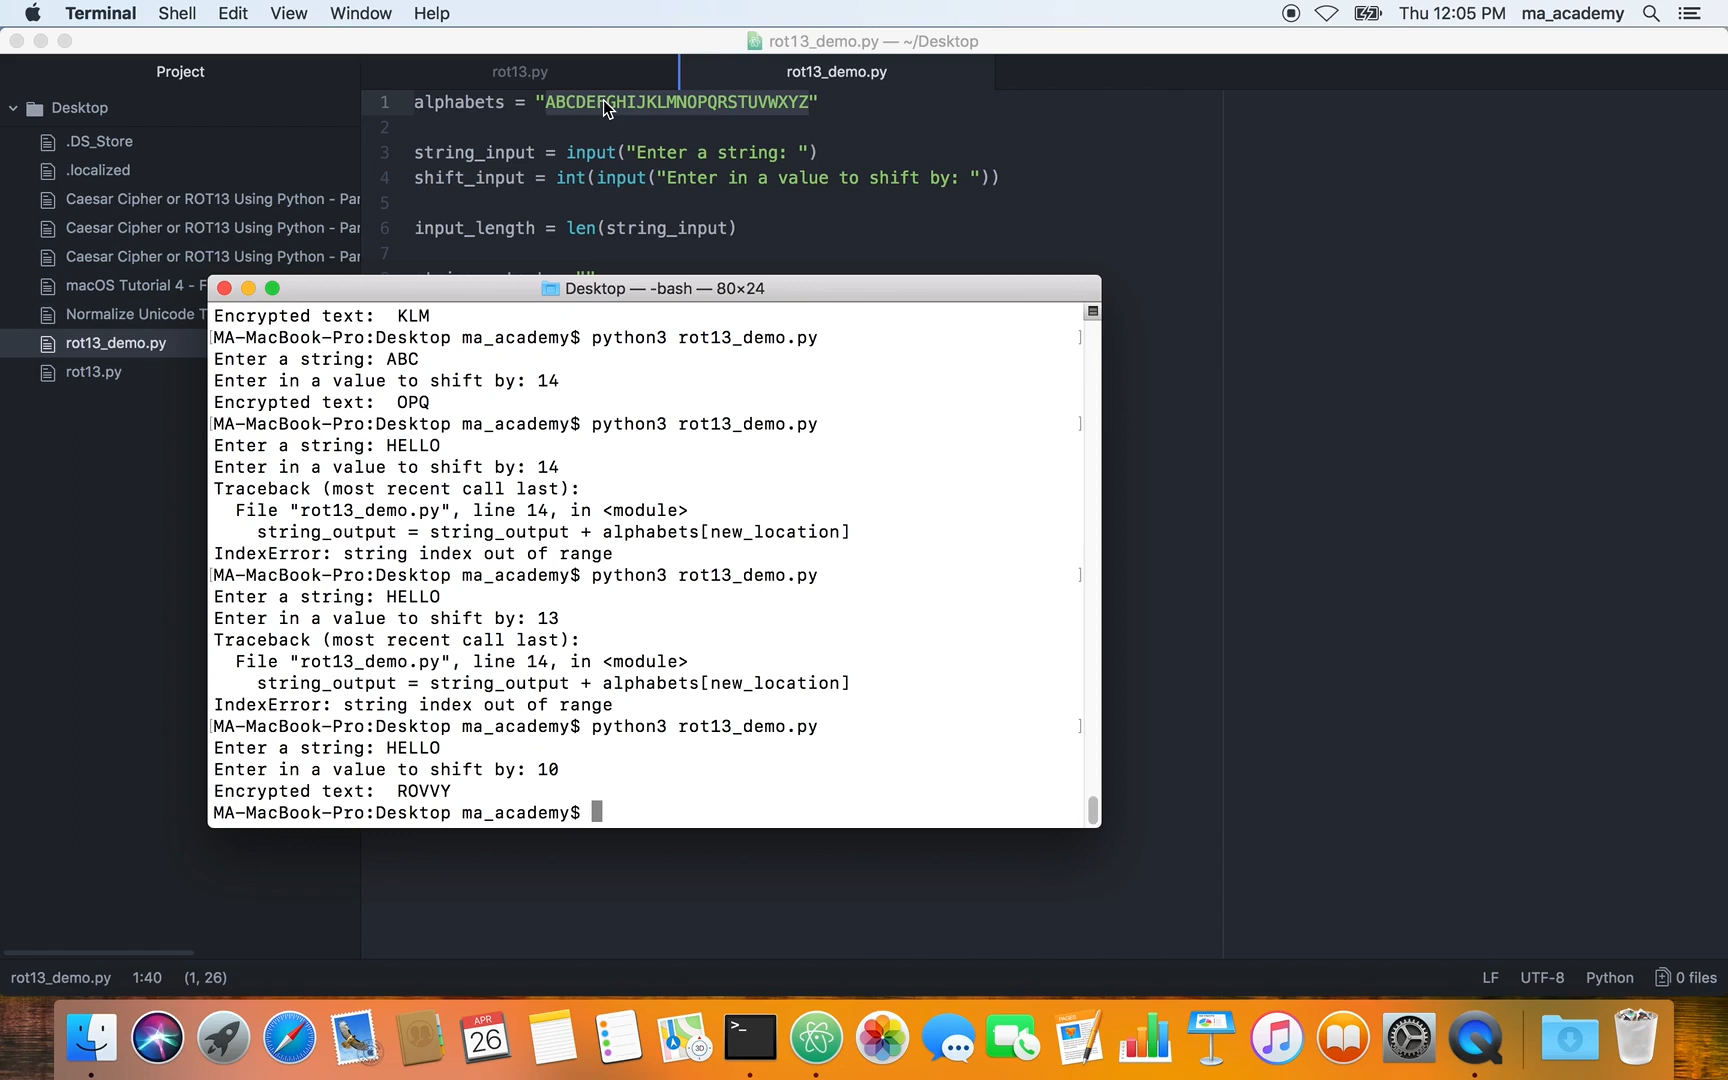 Terminal Shell Edit View Window Help
Thu 12:05 PM ma_academy
rot13_demo.py — ~/Desktop
Project
rot13.py
rot13_demo.py
Desktop
.DS_Store
.localized
Caesar Cipher or ROT13 Using Python - Par
Caesar Cipher or ROT13 Using Python - Par
Caesar Cipher or ROT13 Using Python - Par
macOS Tutorial 4 - F
Normalize Unicode T
rot13_demo.py
rot13.py
1 alphabets = "ABCDEFGHIJKLMNOPQRSTUVWXYZ"
2
3 string_input = input("Enter a string: ")
4 shift_input = int(input("Enter in a value to shift by: "))
5
6 input_length = len(string_input)
7
Desktop — -bash — 80×24
Encrypted text:  KLM
[MA-MacBook-Pro:Desktop ma_academy$ python3 rot13_demo.py ]
Enter a string: ABC
Enter in a value to shift by: 14
Encrypted text:  OPQ
[MA-MacBook-Pro:Desktop ma_academy$ python3 rot13_demo.py ]
Enter a string: HELLO
Enter in a value to shift by: 14
Traceback (most recent call last):
  File "rot13_demo.py", line 14, in <module>
    string_output = string_output + alphabets[new_location]
IndexError: string index out of range
[MA-MacBook-Pro:Desktop ma_academy$ python3 rot13_demo.py ]
Enter a string: HELLO
Enter in a value to shift by: 13
Traceback (most recent call last):
  File "rot13_demo.py", line 14, in <module>
    string_output = string_output + alphabets[new_location]
IndexError: string index out of range
[MA-MacBook-Pro:Desktop ma_academy$ python3 rot13_demo.py ]
Enter a string: HELLO
Enter in a value to shift by: 10
Encrypted text:  ROVVY
MA-MacBook-Pro:Desktop ma_academy$
rot13_demo.py 1:40 (1, 26)
LF UTF-8 Python 0 files
APR
26
30
>_
PAGES